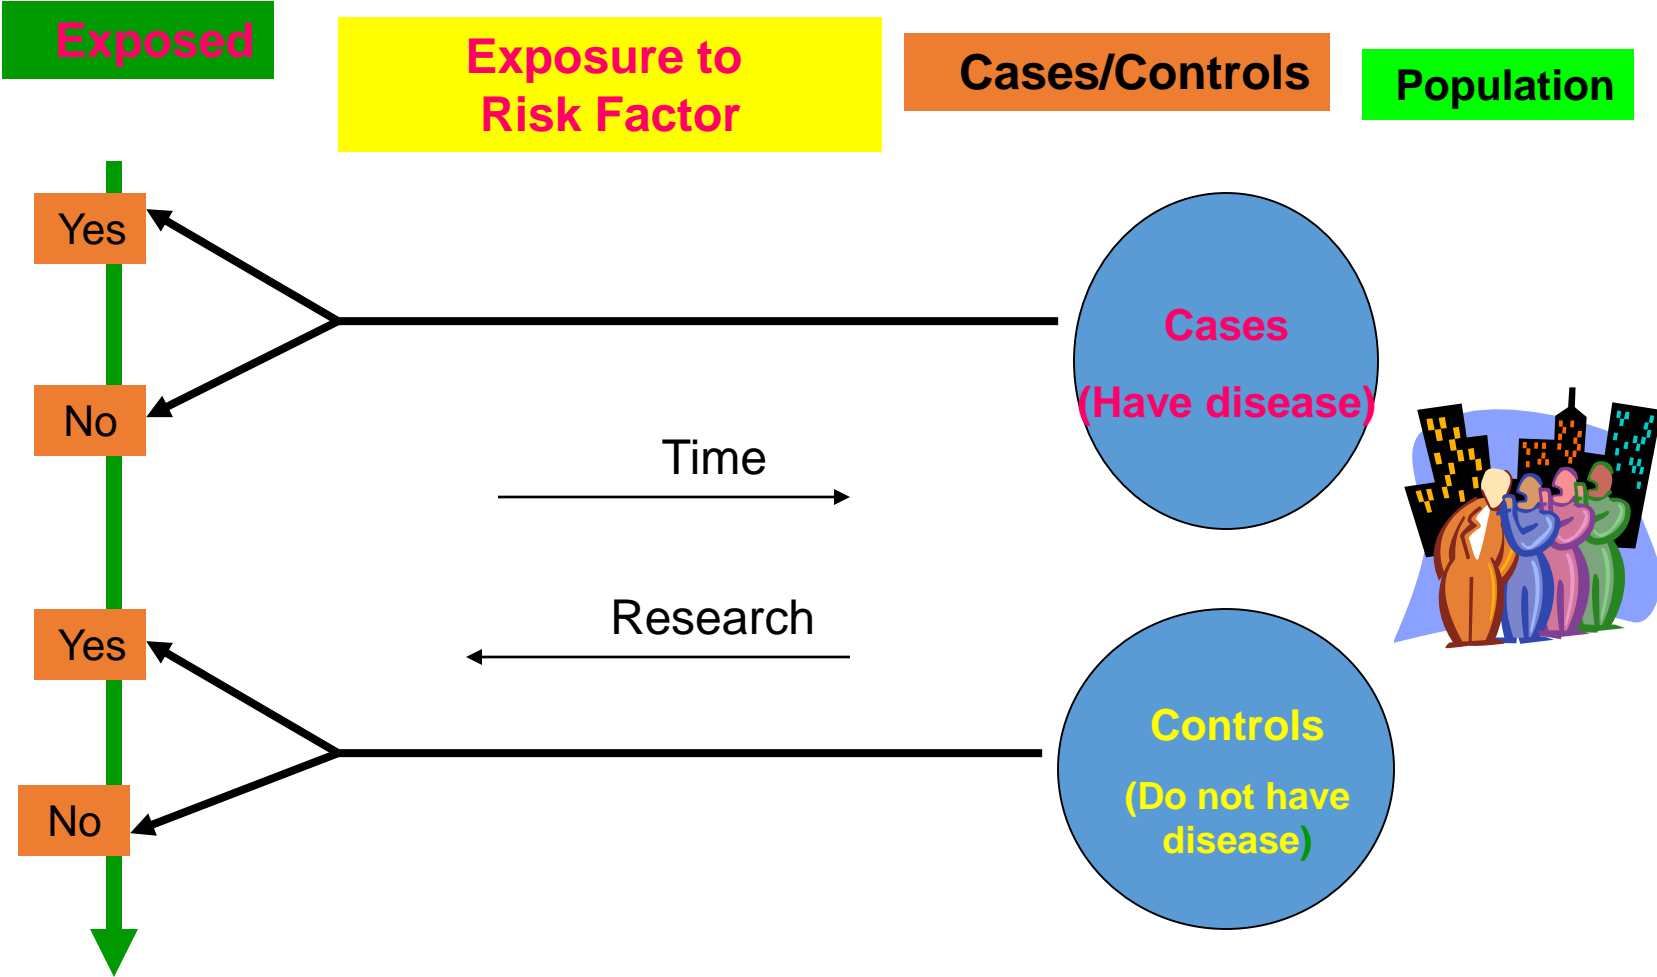 Exposed
Exposure to
Risk Factor
Cases/Controls
Population
Yes
No
Cases
(Have disease)
Time
Research
Yes
No
Controls
(Do not have
disease)